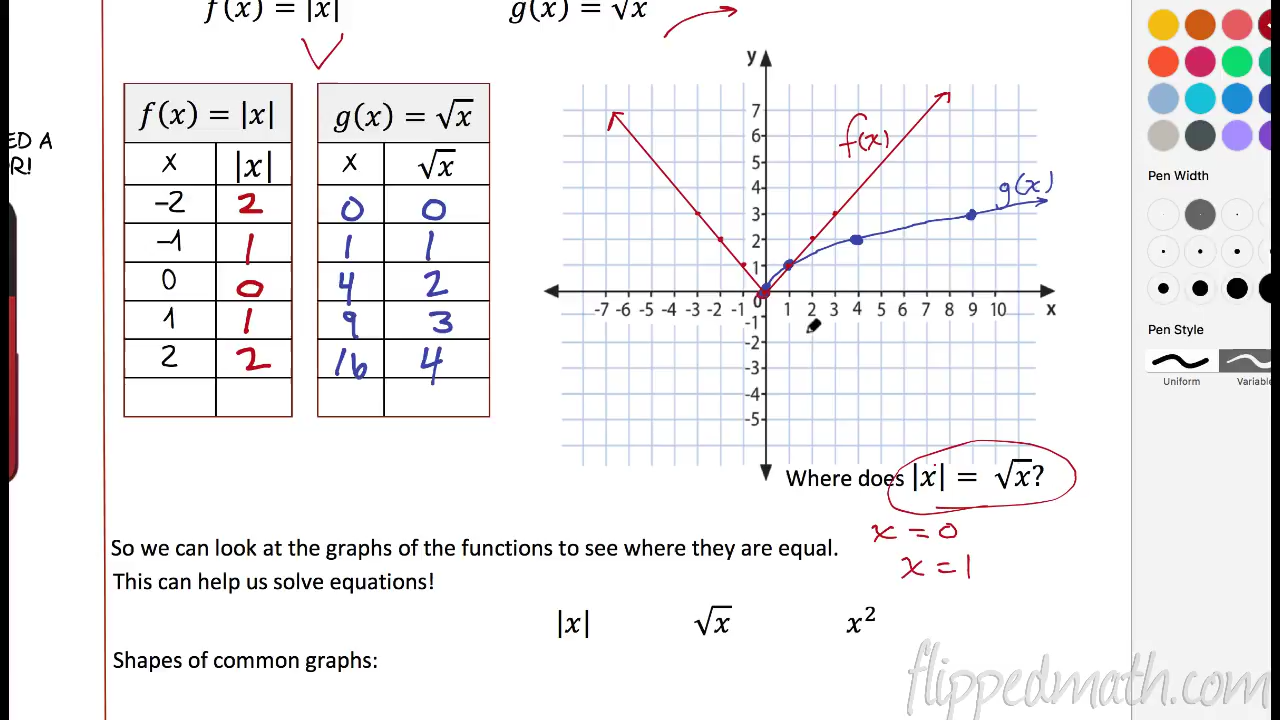 f(x) = |x| g(x) = √x
ED A
R!
f(x) = |x|
x |x|
-2 2
-1 1
0 0
1 1
2 2
g(x) = √x
x √x
0 0
1 1
4 2
9 3
16 4
y
7
6
5
4
3
2
1
0
-1
-2
-3
-4
-5
-7 -6 -5 -4 -3 -2 -1 1 2 3 4 5 6 7 8 9 10 x
f(x)
g(x)
Where does |x| = √x?
x = 0
x = 1
So we can look at the graphs of the functions to see where they are equal.
This can help us solve equations!
|x| √x x²
Shapes of common graphs:
Pen Width
Pen Style
Uniform Variable
flippedmath.com